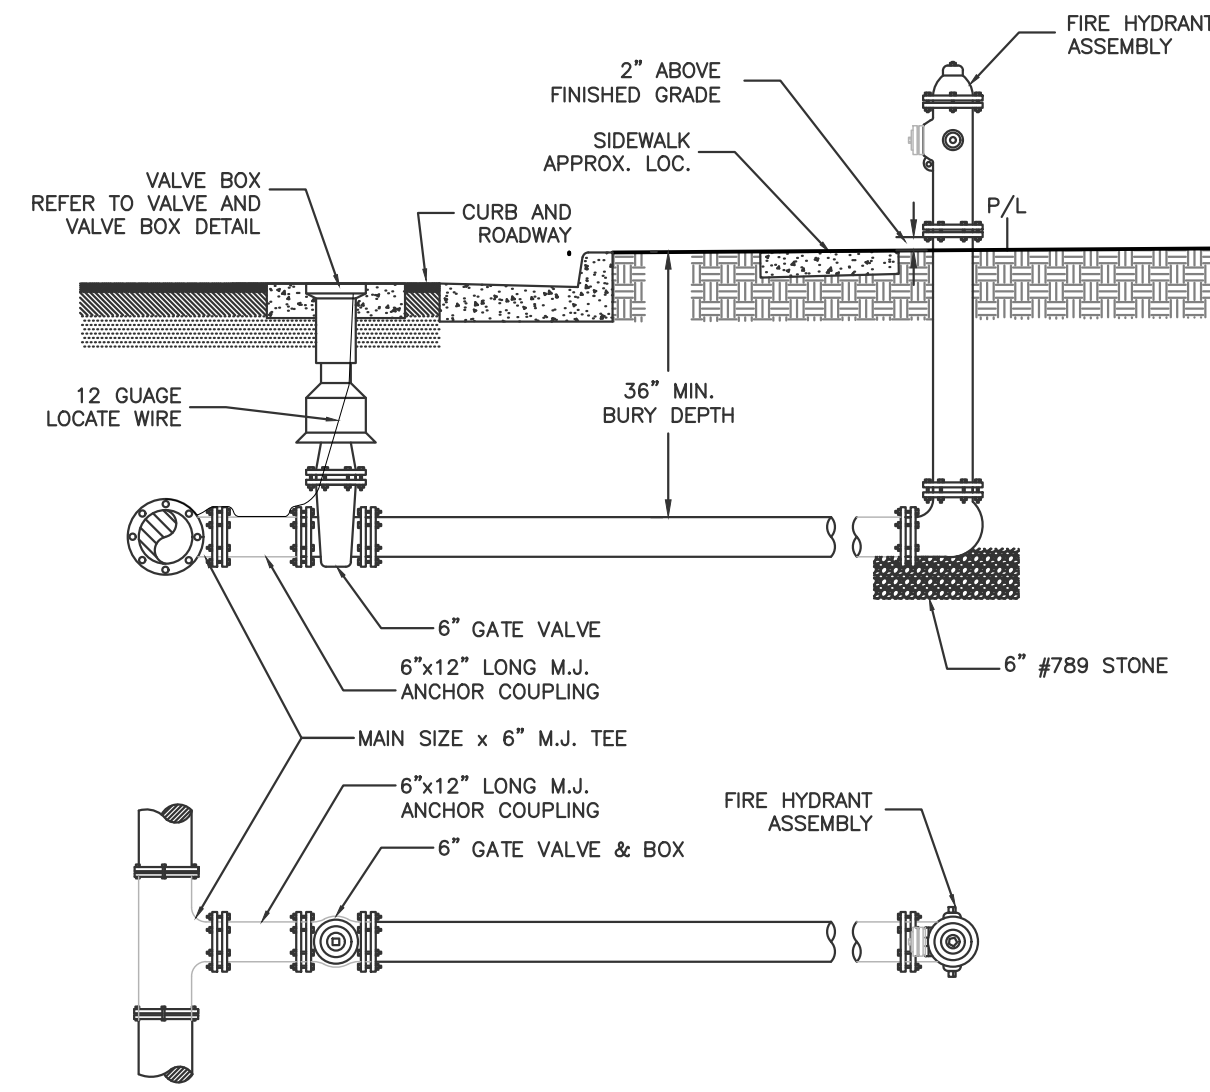 FIRE HYDRANT
ASSEMBLY
2" ABOVE
FINISHED GRADE
SIDEWALK
APPROX. LOC.
VALVE BOX
REFER TO VALVE AND
VALVE BOX DETAIL
CURB AND
ROADWAY
P/L
12 GUAGE
LOCATE WIRE
36" MIN.
BURY DEPTH
6" GATE VALVE
6"x12" LONG M.J.
ANCHOR COUPLING
6" #789 STONE
MAIN SIZE x 6" M.J. TEE
6"x12" LONG M.J.
ANCHOR COUPLING
FIRE HYDRANT
ASSEMBLY
6" GATE VALVE & BOX